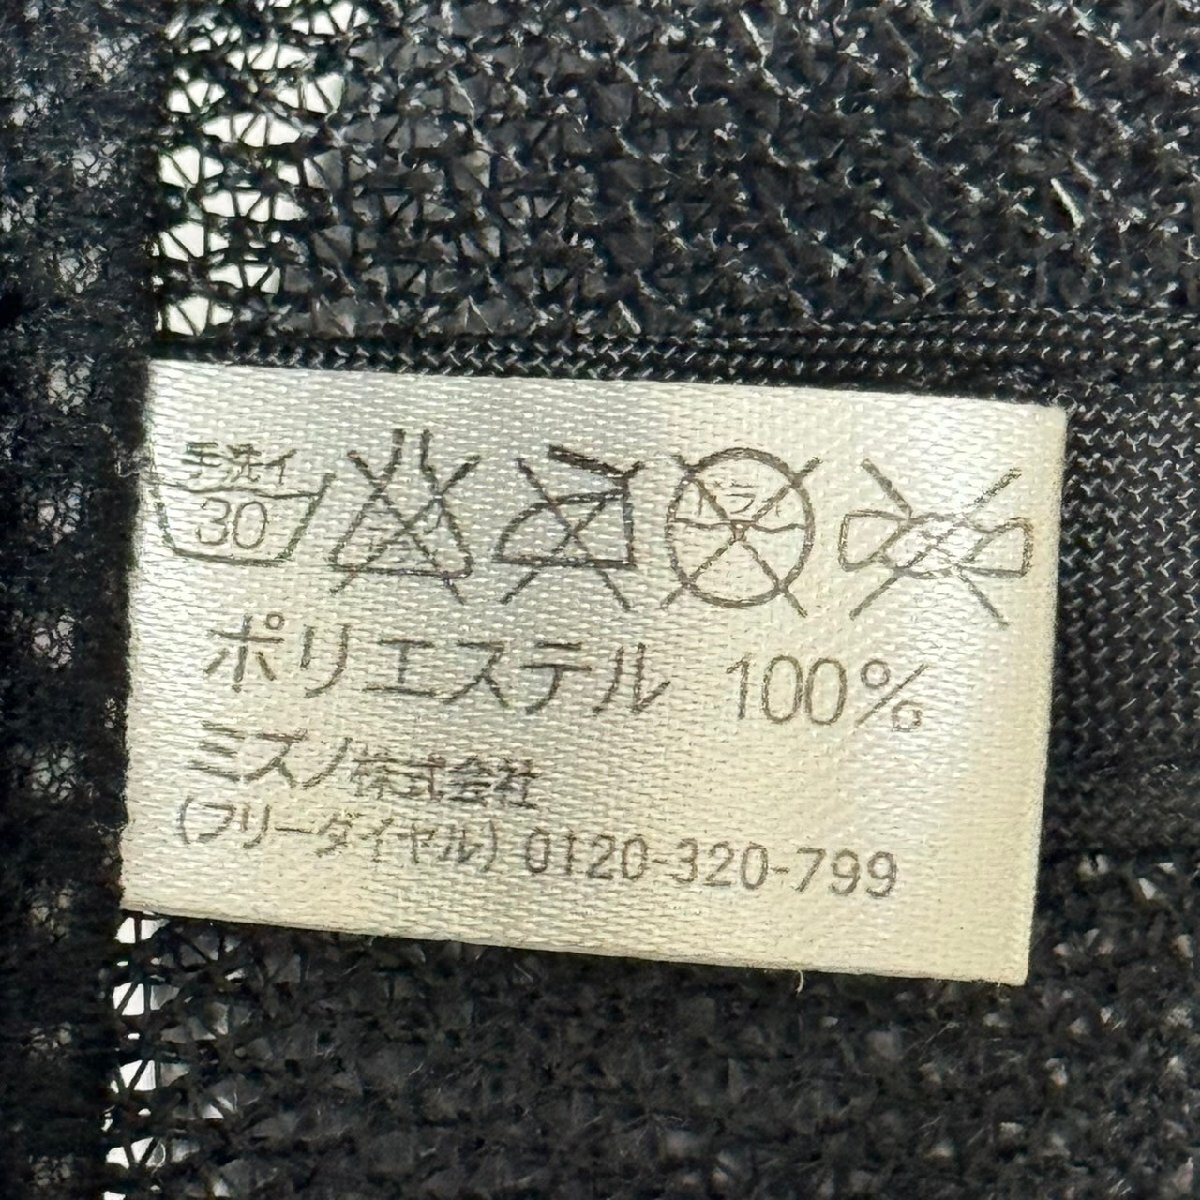 手洗イ
30
ドライ
ポリエステル 100%
ミズノ株式会社
(フリーダイヤル) 0120-320-799